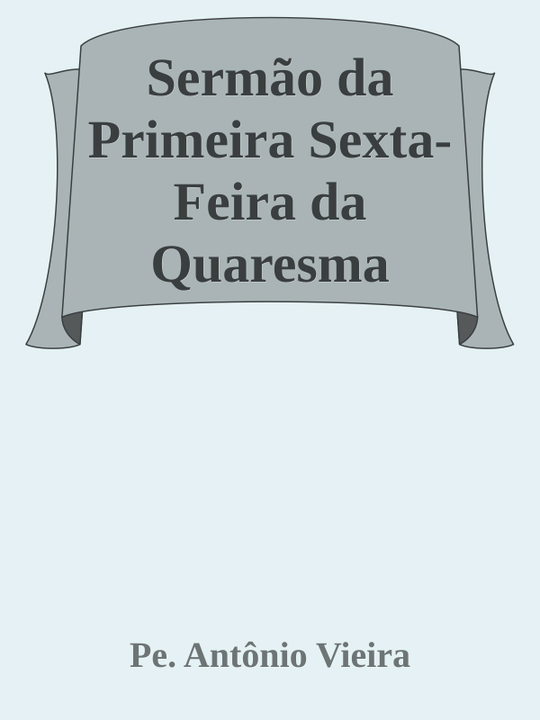 Sermão da
Primeira Sexta-
Feira da
Quaresma
Pe. Antônio Vieira